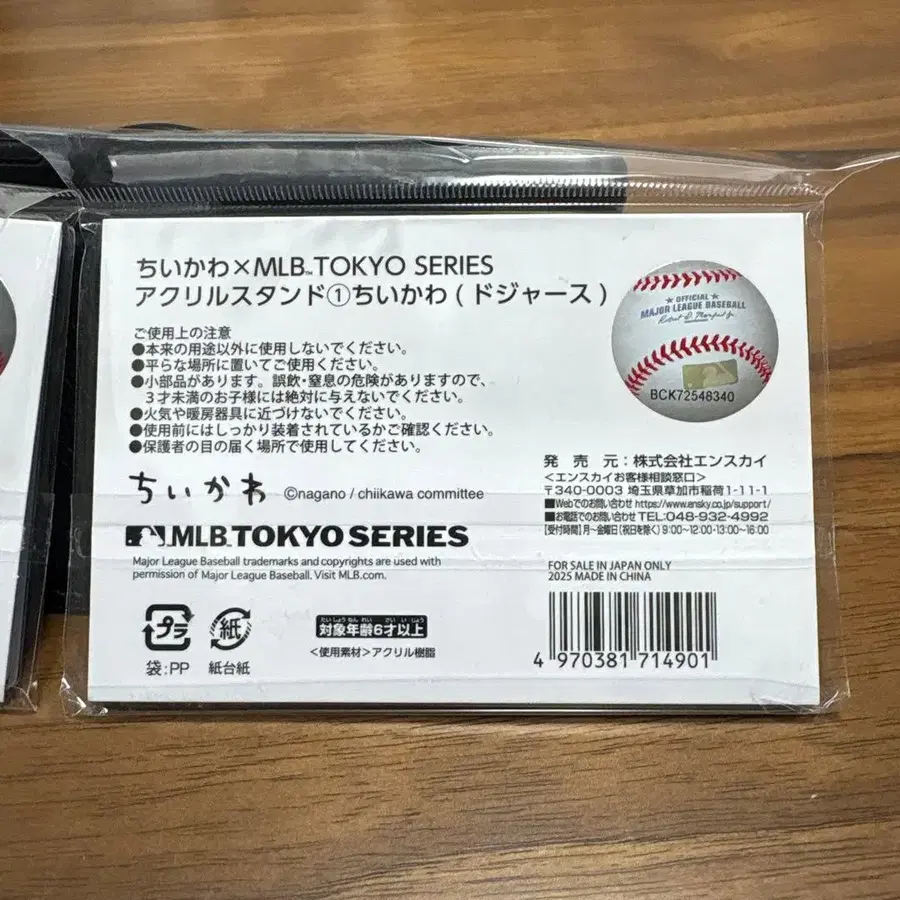 ちいかわ×MLB™TOKYO SERIES
アクリルスタンド①ちいかわ(ドジャース)
ご使用上の注意
●本来の用途以外に使用しないでください。
●平らな場所に置いてご使用ください。
●小部品があります。誤飲・窒息の危険がありますので、
3才未満のお子様には絶対に与えないでください。
●火気や暖房器具に近づけないでください。
●使用前にはしっかり装着されているかご確認ください。
●保護者の目の届く場所で使用してください。
★ OFFICIAL ★
MAJOR LEAGUE BASEBALL
BCK72548340
ちいかわ ©nagano / chiikawa committee
MLB. TOKYO SERIES
Major League Baseball trademarks and copyrights are used with
permission of Major League Baseball. Visit MLB.com.
発 売 元：株式会社エンスカイ
<エンスカイお客様相談窓口>
〒340-0003 埼玉県草加市稲荷1-11-1
■Webでのお問い合わせ https://www.ensky.co.jp/support/
■お電話でのお問い合わせ TEL:048-932-4992
[受付時間]月~金曜日(祝日を除く)9:00-12:00・13:00-16:00
FOR SALE IN JAPAN ONLY
2025 MADE IN CHINA
プラ
袋:PP
紙
紙台紙
たいしょうねんれい さいいじょう
対象年齢6才以上
<使用素材>アクリル樹脂
4 970381 714901